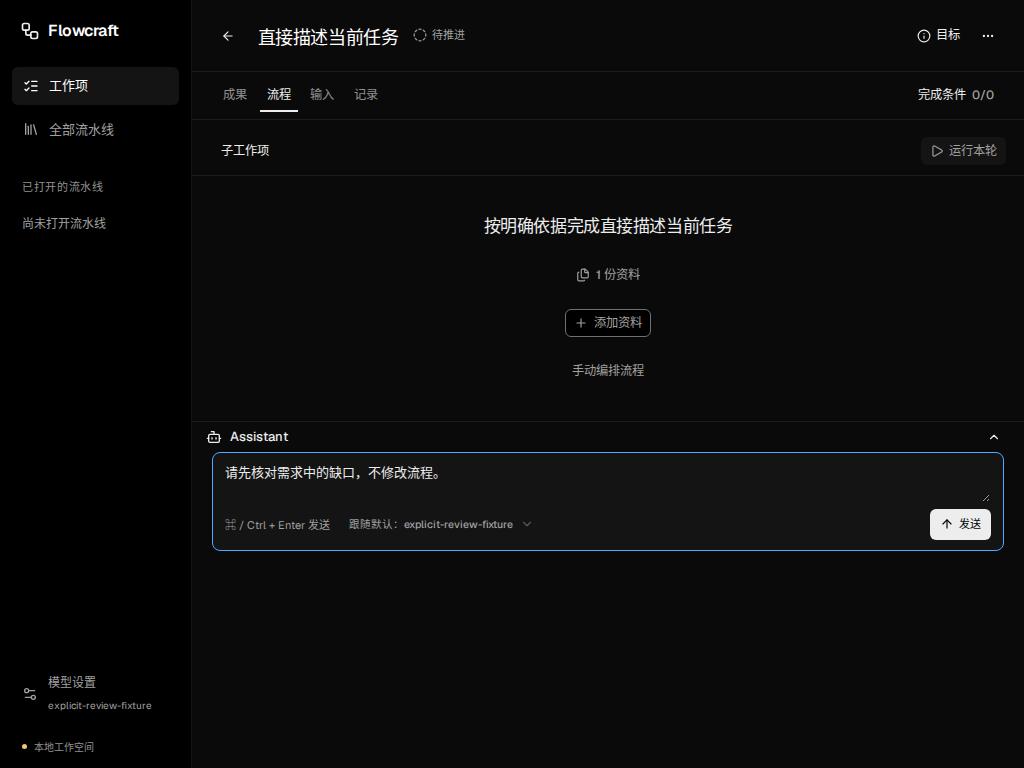 Flowcraft
工作项
全部流水线
已打开的流水线
尚未打开流水线
模型设置
explicit-review-fixture
本地工作空间
直接描述当前任务
待推进
目标
成果 流程 输入 记录
完成条件 0/0
子工作项
运行本轮
按明确依据完成直接描述当前任务
1 份资料
添加资料
手动编排流程
Assistant
请先核对需求中的缺口，不修改流程。
⌘ / Ctrl + Enter 发送 跟随默认：explicit-review-fixture
发送